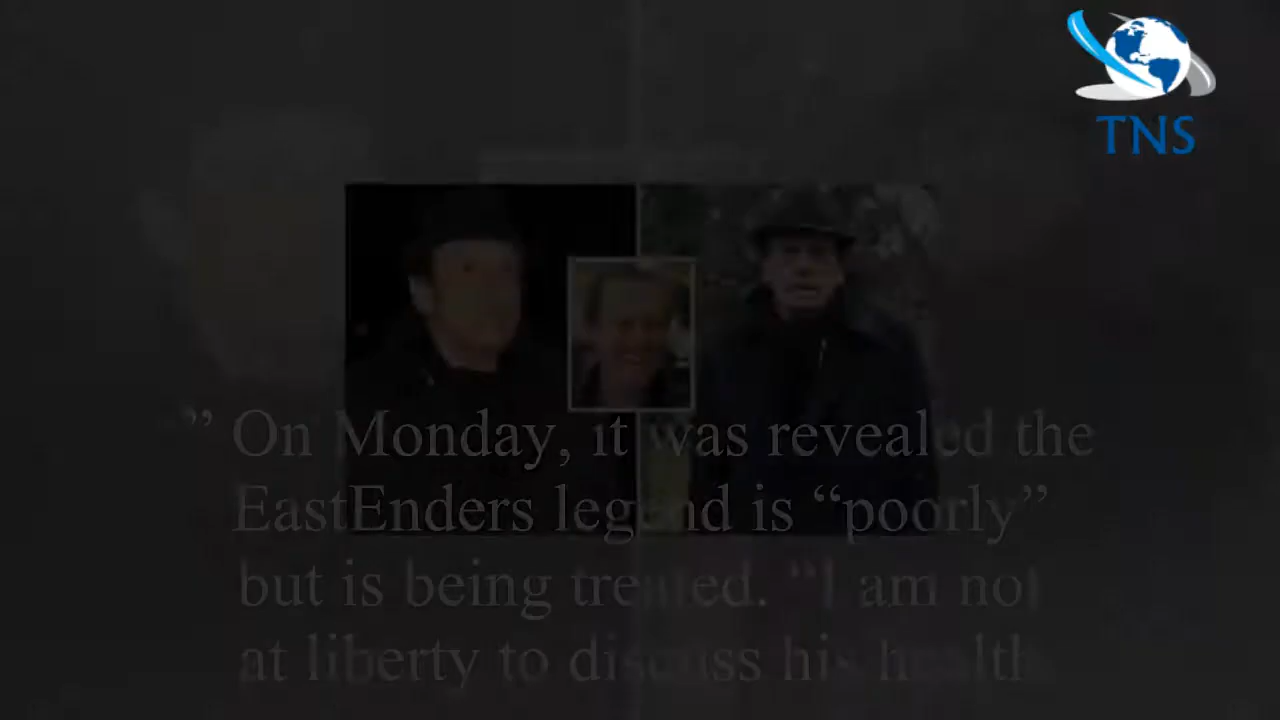 TNS
” On Monday, it was revealed the
EastEnders legend is “poorly”
but is being treated. “I am not
at liberty to discuss his health